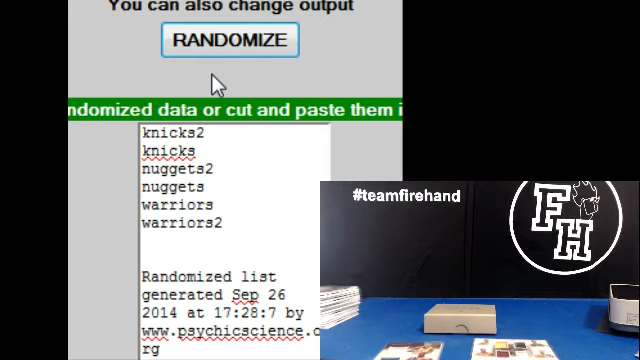 You can also change output
RANDOMIZE
ndomized data or cut and paste them i
knicks2
knicks
nuggets2
nuggets
warriors
warriors2
Randomized list
generated Sep 26
2014 at 17:28:7 by
www.psychicscience.o
rg
#teamfirehand
F
H